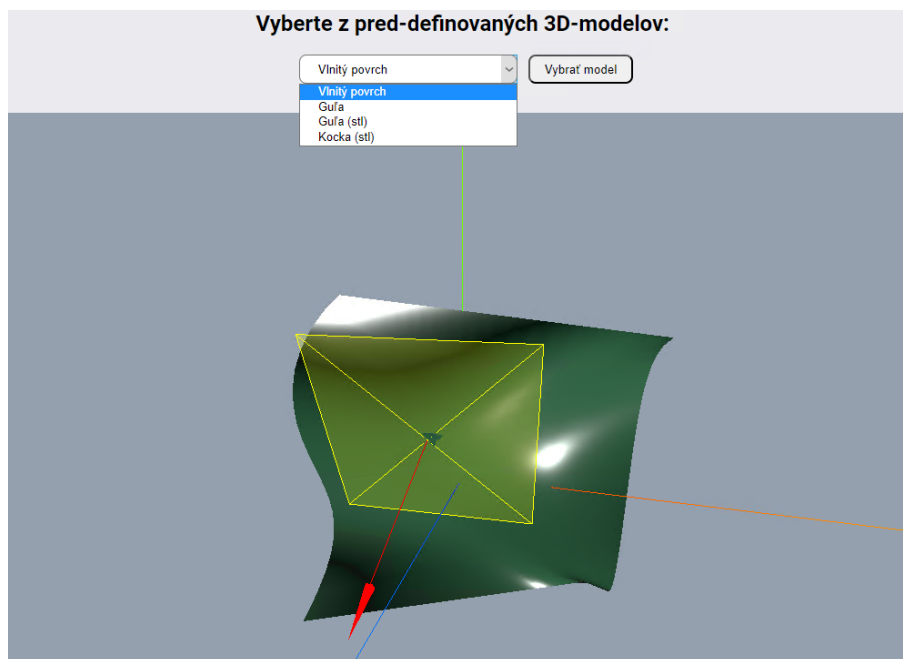 Vyberte z pred-definovaných 3D-modelov:
Vlnitý povrch
Vybrať model
Vlnitý povrch
Guľa
Guľa (stl)
Kocka (stl)